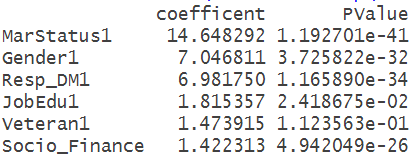 coefficent PValue
MarStatus1 14.648292 1.192701e-41
Gender1 7.046811 3.725822e-32
Resp_DM1 6.981750 1.165890e-34
JobEdu1 1.815357 2.418675e-02
Veteran1 1.473915 1.123563e-01
Socio_Finance 1.422313 4.942049e-26